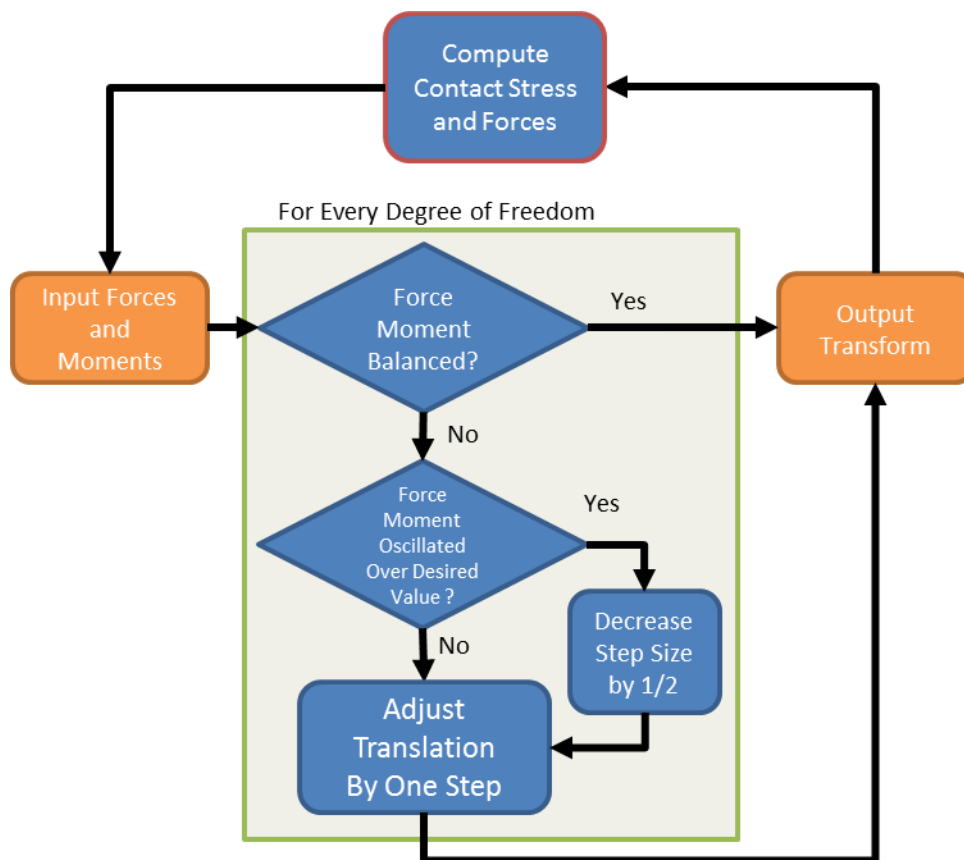 Compute
Contact Stress
and Forces
For Every Degree of Freedom
Input Forces
and
Moments
Force
Moment
Balanced?
Yes
Output
Transform
No
Force
Moment
Oscillated
Over Desired
Value ?
Yes
Decrease
Step Size
by 1/2
No
Adjust
Translation
By One Step